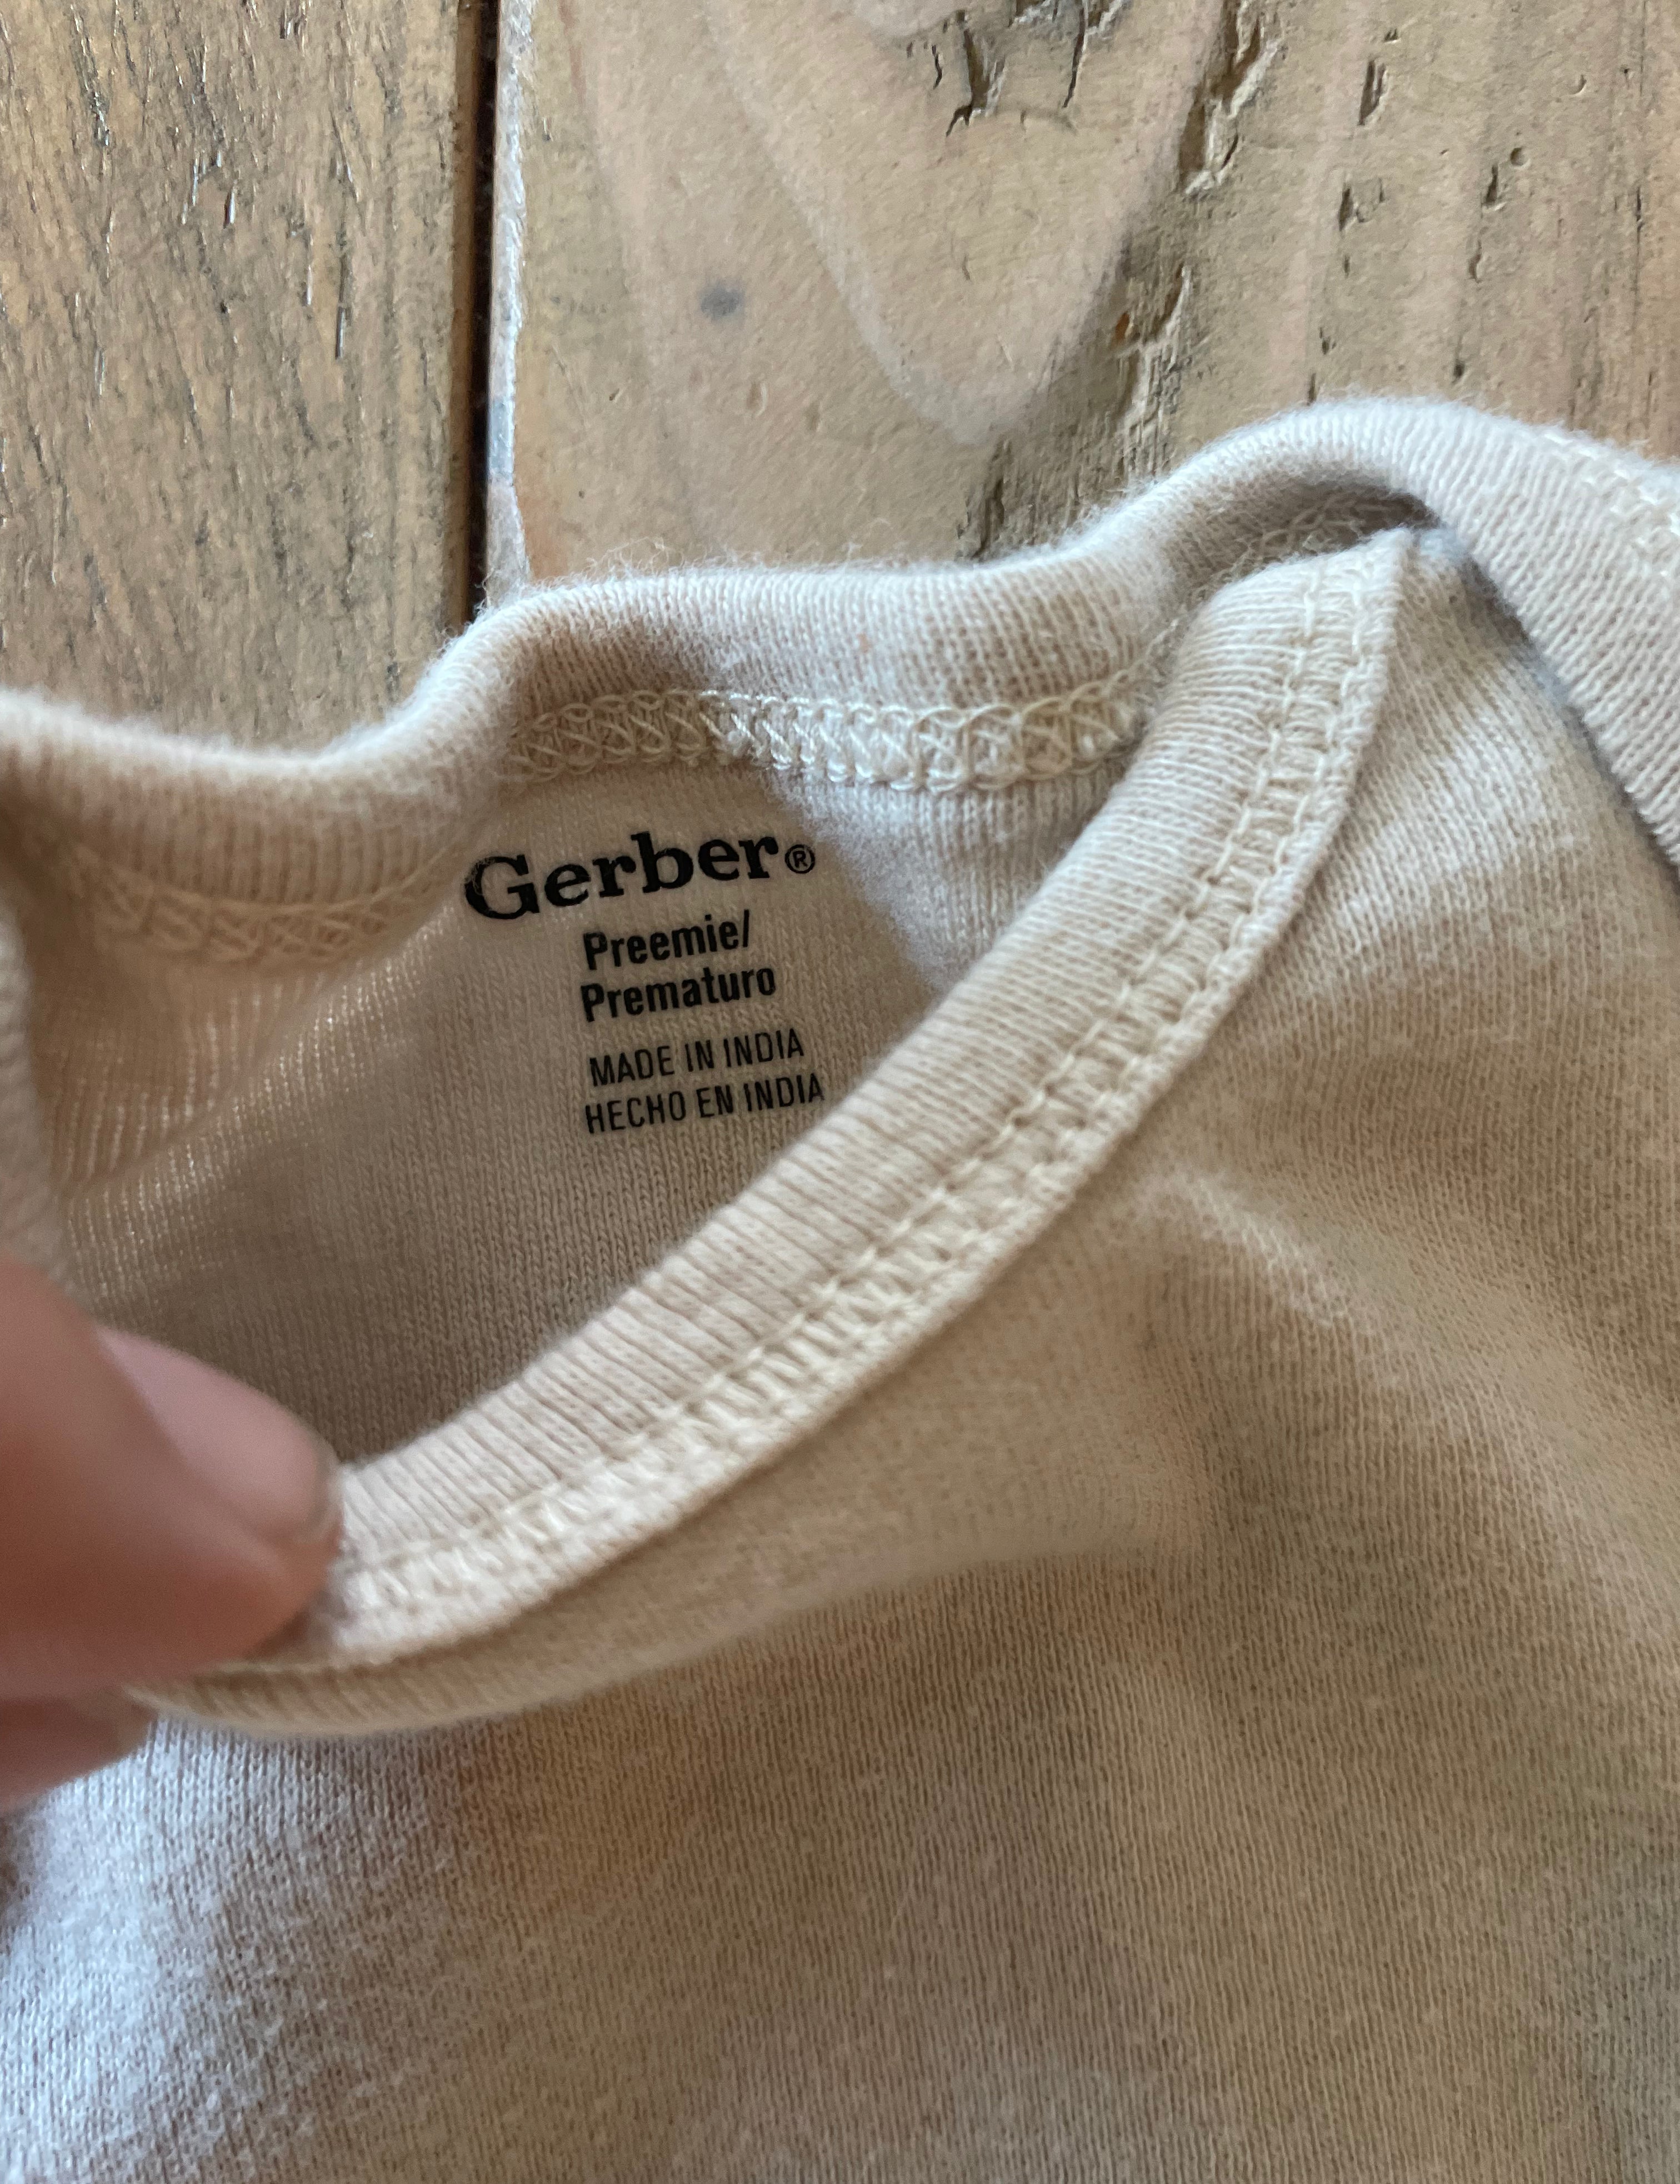 Gerber®
Preemie/
Prematuro
MADE IN INDIA
HECHO EN INDIA